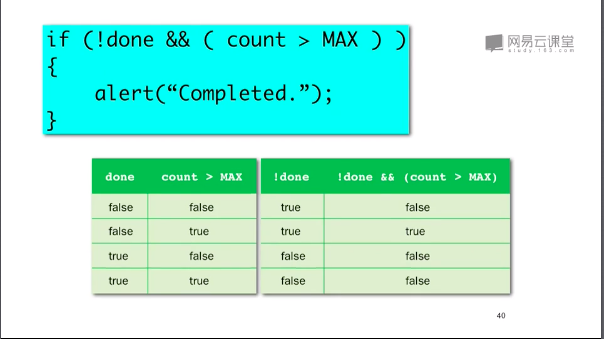 if (!done && ( count > MAX ) )
{
alert(“Completed.”);
}
网易云课堂
study.163.com
done count > MAX !done !done && (count > MAX)
false false true false
false true true true
true false false false
true true false false
40